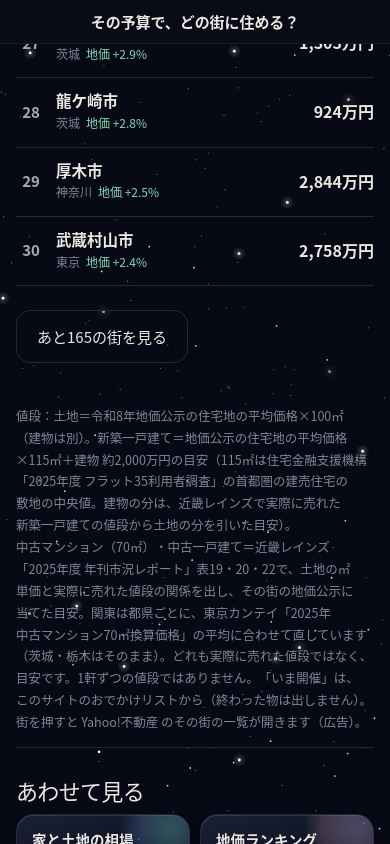 その予算で、どの街に住める？
27
茨城 地価 +2.9%
1,363万円
28
龍ケ崎市
茨城 地価 +2.8%
924万円
29
厚木市
神奈川 地価 +2.5%
2,844万円
30
武蔵村山市
東京 地価 +2.4%
2,758万円
あと165の街を見る
値段：土地＝令和8年地価公示の住宅地の平均価格×100㎡
（建物は別）。新築一戸建て＝地価公示の住宅地の平均価格
×115㎡＋建物 約2,000万円の目安（115㎡は住宅金融支援機構
「2025年度 フラット35利用者調査」の首都圏の建売住宅の
敷地の中央値。建物の分は、近畿レインズで実際に売れた
新築一戸建ての値段から土地の分を引いた目安）。
中古マンション（70㎡）・中古一戸建て＝近畿レインズ
「2025年度 年刊市況レポート」表19・20・22で、土地の㎡
単価と実際に売れた値段の関係を出し、その街の地価公示に
当てた目安。関東は都県ごとに、東京カンテイ「2025年
中古マンション70㎡換算価格」の平均に合わせて直しています
（茨城・栃木はそのまま）。どれも実際に売れた値段ではなく、
目安です。1軒ずつの値段ではありません。「いま開催」は、
このサイトのおでかけリストから（終わった物は出しません）。
街を押すと Yahoo!不動産 のその街の一覧が開きます（広告）。
あわせて見る
家と土地の相場
地価ランキング